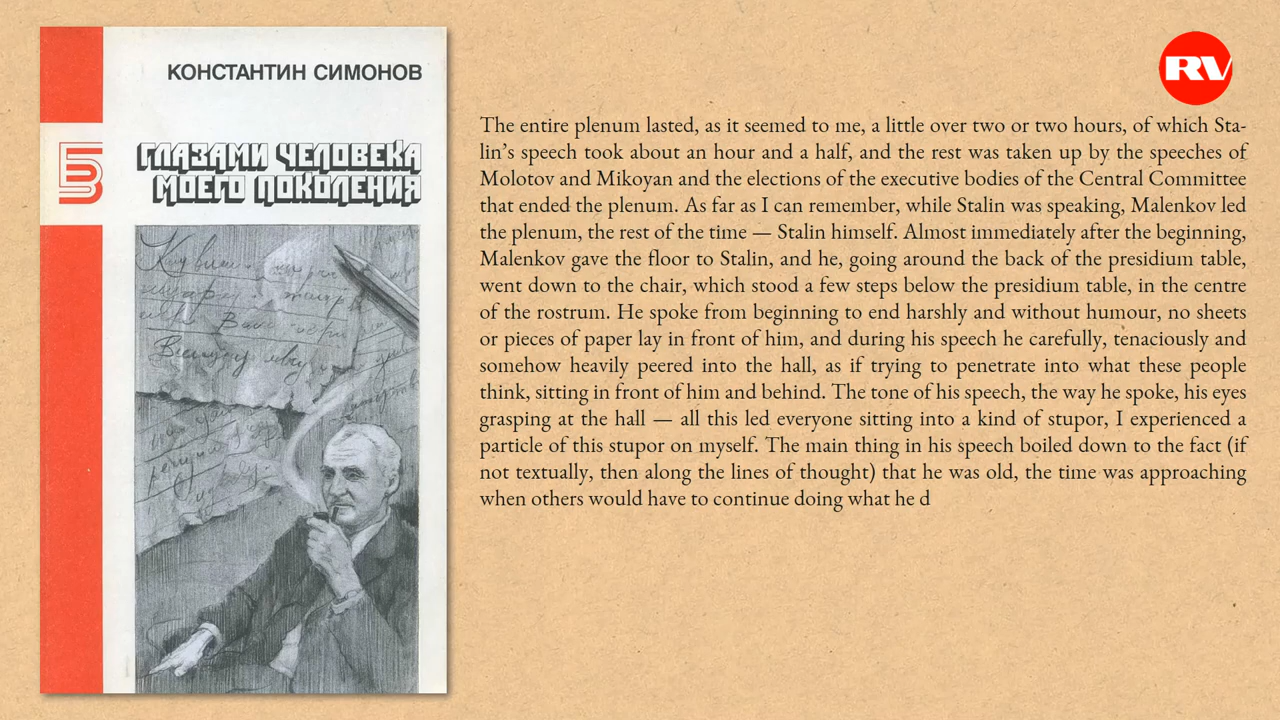 КОНСТАНТИН СИМОНОВ
ГЛАЗАМИ ЧЕЛОВЕКА
МОЕГО ПОКОЛЕНИЯ
RV
The entire plenum lasted, as it seemed to me, a little over two or two hours, of which Sta-
lin's speech took about an hour and a half, and the rest was taken up by the speeches of
Molotov and Mikoyan and the elections of the executive bodies of the Central Committee
that ended the plenum. As far as I can remember, while Stalin was speaking, Malenkov led
the plenum, the rest of the time — Stalin himself. Almost immediately after the beginning,
Malenkov gave the floor to Stalin, and he, going around the back of the presidium table,
went down to the chair, which stood a few steps below the presidium table, in the centre
of the rostrum. He spoke from beginning to end harshly and without humour, no sheets
or pieces of paper lay in front of him, and during his speech he carefully, tenaciously and
somehow heavily peered into the hall, as if trying to penetrate into what these people
think, sitting in front of him and behind. The tone of his speech, the way he spoke, his eyes
grasping at the hall — all this led everyone sitting into a kind of stupor, I experienced a
particle of this stupor on myself. The main thing in his speech boiled down to the fact (if
not textually, then along the lines of thought) that he was old, the time was approaching
when others would have to continue doing what he d